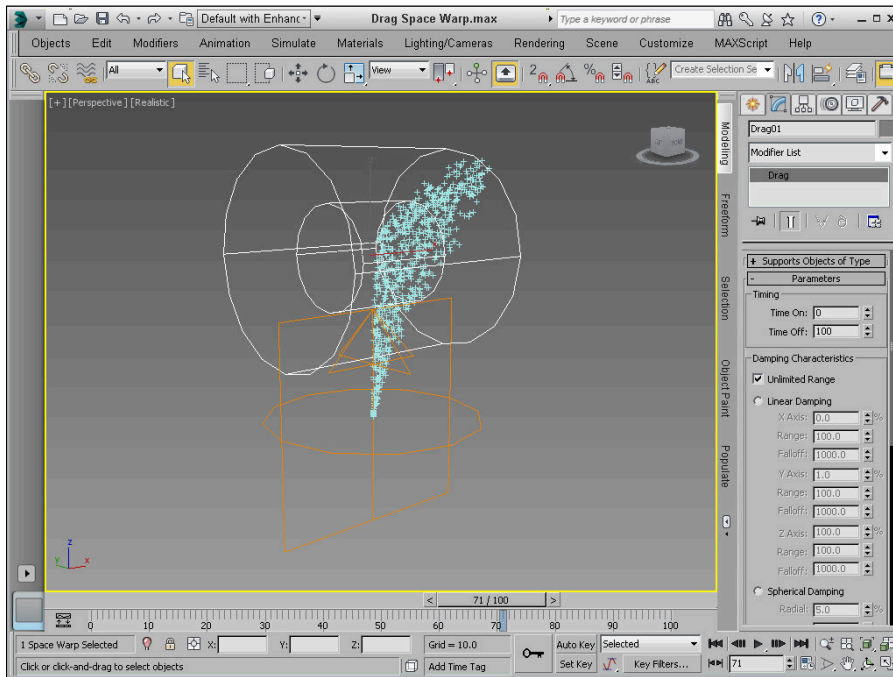 Default with Enhanc
Drag Space Warp.max
Type a keyword or phrase
Objects Edit Modifiers Animation Simulate Materials Lighting/Cameras Rendering Scene Customize MAXScript Help
All
View
2
%
ABC
Create Selection Se
[+] [Perspective] [Realistic]
Modeling
Freeform
Selection
Object Paint
Populate
Drag01
Modifier List
Drag
+ Supports Objects of Type
- Parameters
Timing
Time On: 0
Time Off: 100
Damping Characteristics
Unlimited Range
Linear Damping
X Axis: 0.0 %
Range: 100.0
Falloff: 1000.0
Y Axis: 1.0 %
Range: 100.0
Falloff: 1000.0
Z Axis: 100.0 %
Range: 100.0
Falloff: 1000.0
Spherical Damping
Radial: 5.0 %
z
y x
< 71 / 100 >
0 10 20 30 40 50 60 70 80 90 100
1 Space Warp Selected X: Y: Z: Grid = 10.0 Auto Key Selected
Click or click-and-drag to select objects Add Time Tag Set Key Key Filters... 71